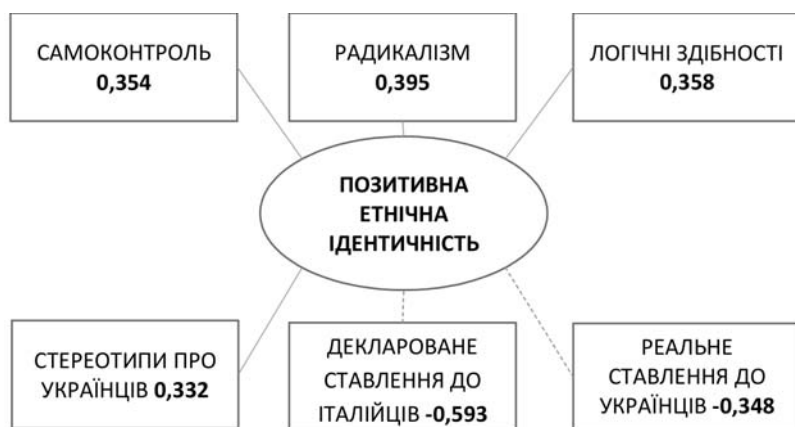 САМОКОНТРОЛЬ
0,354
РАДИКАЛІЗМ
0,395
ЛОГІЧНІ ЗДІБНОСТІ
0,358
ПОЗИТИВНА
ЕТНІЧНА
ІДЕНТИЧНІСТЬ
СТЕРЕОТИПИ ПРО
УКРАЇНЦІВ 0,332
ДЕКЛАРОВАНЕ
СТАВЛЕННЯ ДО
ІТАЛІЙЦІВ -0,593
РЕАЛЬНЕ
СТАВЛЕННЯ ДО
УКРАЇНЦІВ -0,348